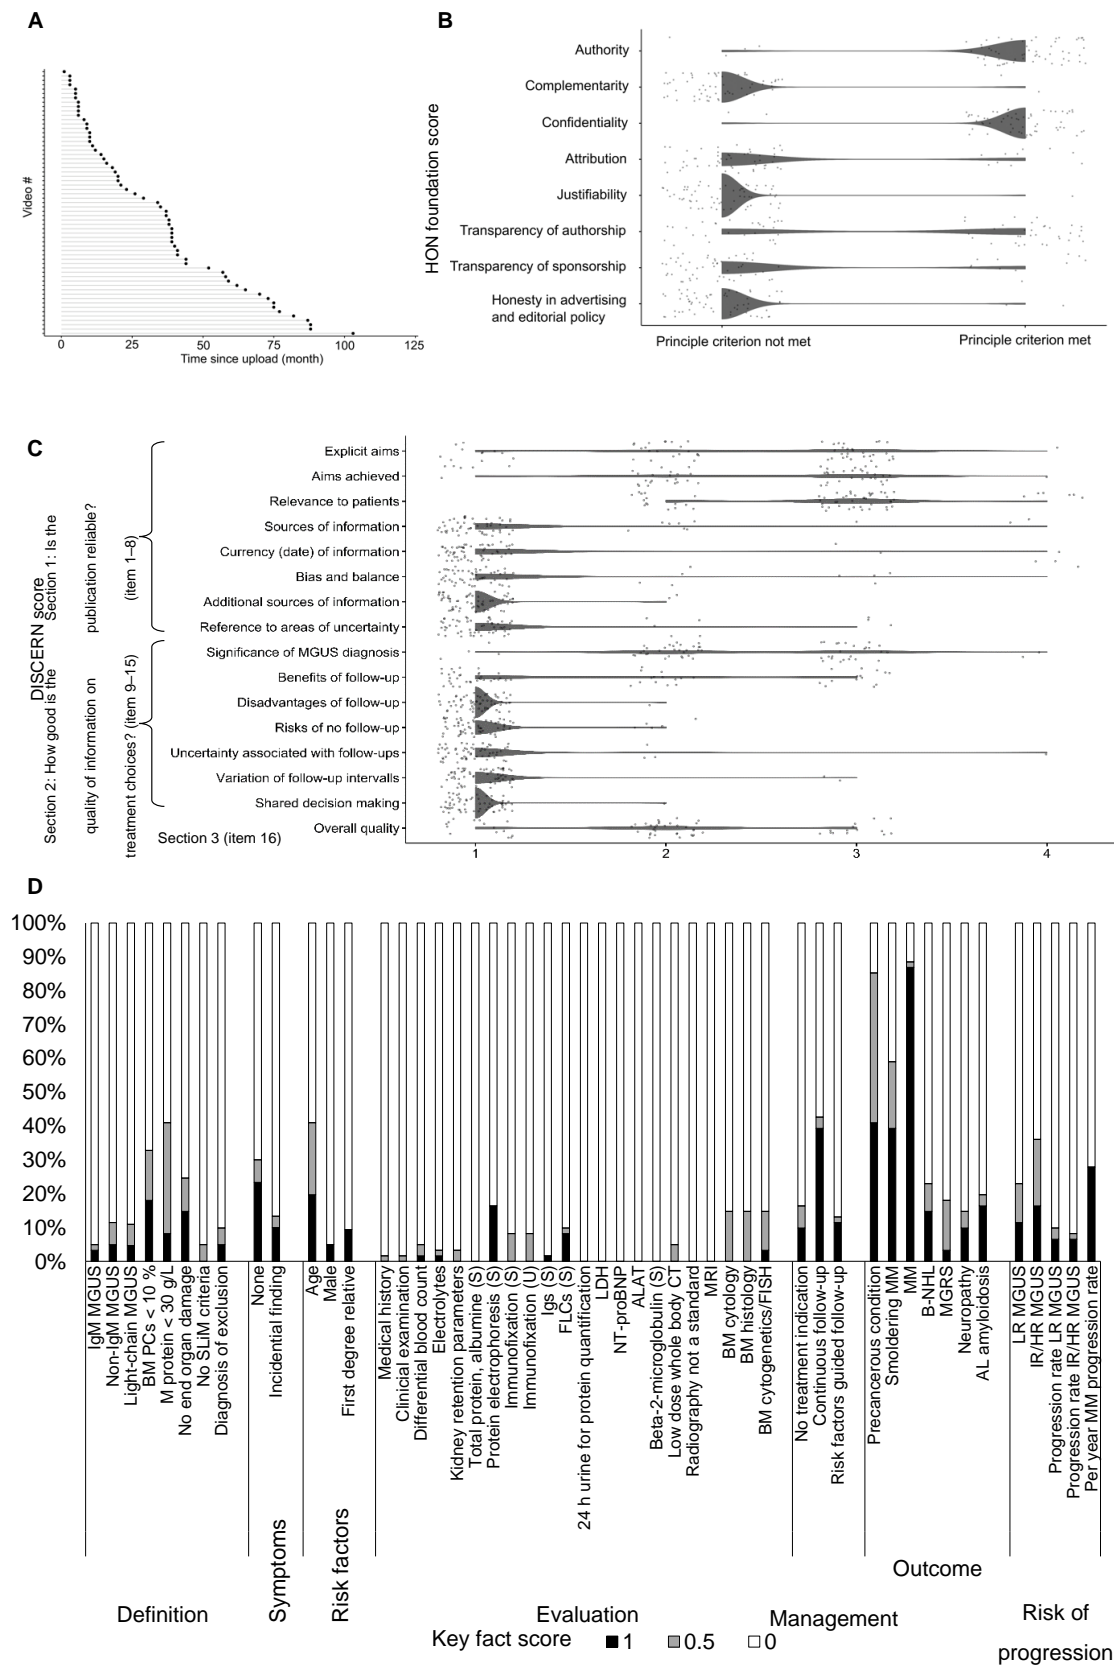 A
Video #
0 25 50 75 100 125
Time since upload (month)
B
HON foundation score
Authority
Complementarity
Confidentiality
Attribution
Justifiability
Transparency of authorship
Transparency of sponsorship
Honesty in advertising
and editorial policy
Principle criterion not met
Principle criterion met
C
DISCERN score
Section 1: Is the
publication reliable?
(item 1–8)
Section 2: How good is the
quality of information on
treatment choices? (item 9–15)
Section 3 (item 16)
Explicit aims
Aims achieved
Relevance to patients
Sources of information
Currency (date) of information
Bias and balance
Additional sources of information
Reference to areas of uncertainty
Significance of MGUS diagnosis
Benefits of follow-up
Disadvantages of follow-up
Risks of no follow-up
Uncertainty associated with follow-ups
Variation of follow-up intervalls
Shared decision making
Overall quality
1 2 3 4
D
100%
90%
80%
70%
60%
50%
40%
30%
20%
10%
0%
IgM MGUS
Non-IgM MGUS
Light-chain MGUS
BM PCs < 10 %
M protein < 30 g/L
No end organ damage
No SLiM criteria
Diagnosis of exclusion
None
Incidental finding
Age
Male
First degree relative
Medical history
Clinicial examination
Differential blood count
Electrolytes
Kidney retention parameters
Total protein, albumine (S)
Protein electrophoresis (S)
Immunofixation (S)
Immunofixation (U)
Igs (S)
FLCs (S)
24 h urine for protein quantification
LDH
NT-proBNP
ALAT
Beta-2-microglobulin (S)
Low dose whole body CT
Radiography not a standard
MRI
BM cytology
BM histology
BM cytogenetics/FISH
No treatment indication
Continuous follow-up
Risk factors guided follow-up
Precancerous condition
Smoldering MM
MM
B-NHL
MGRS
Neuropathy
AL amyloidosis
LR MGUS
IR/HR MGUS
Progression rate LR MGUS
Progression rate IR/HR MGUS
Per year MM progression rate
Definition
Symptoms
Risk factors
Evaluation
Management
Outcome
Risk of
progression
Key fact score 1 0.5 0